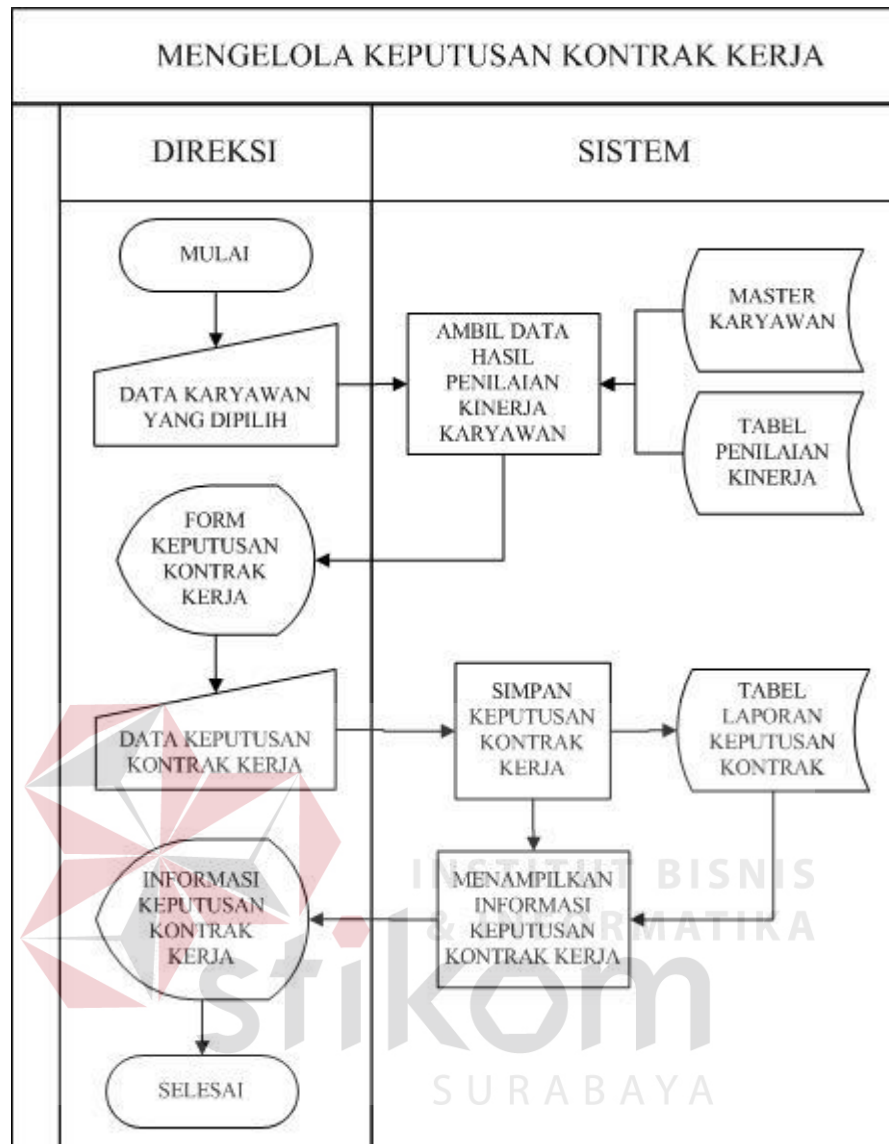 MENGELOLA KEPUTUSAN KONTRAK KERJA
DIREKSI
SISTEM
MULAI
DATA KARYAWAN
YANG DIPILIH
AMBIL DATA
HASIL
PENILAIAN
KINERJA
KARYAWAN
MASTER
KARYAWAN
TABEL
PENILAIAN
KINERJA
FORM
KEPUTUSAN
KONTRAK
KERJA
DATA KEPUTUSAN
KONTRAK KERJA
SIMPAN
KEPUTUSAN
KONTRAK
KERJA
TABEL
LAPORAN
KEPUTUSAN
KONTRAK
MENAMPILKAN
INFORMASI
KEPUTUSAN
KONTRAK KERJA
INFORMASI
KEPUTUSAN
KONTRAK
KERJA
SELESAI
INSTITUT BISNIS
& INFORMATIKA
stikom
SURABAYA